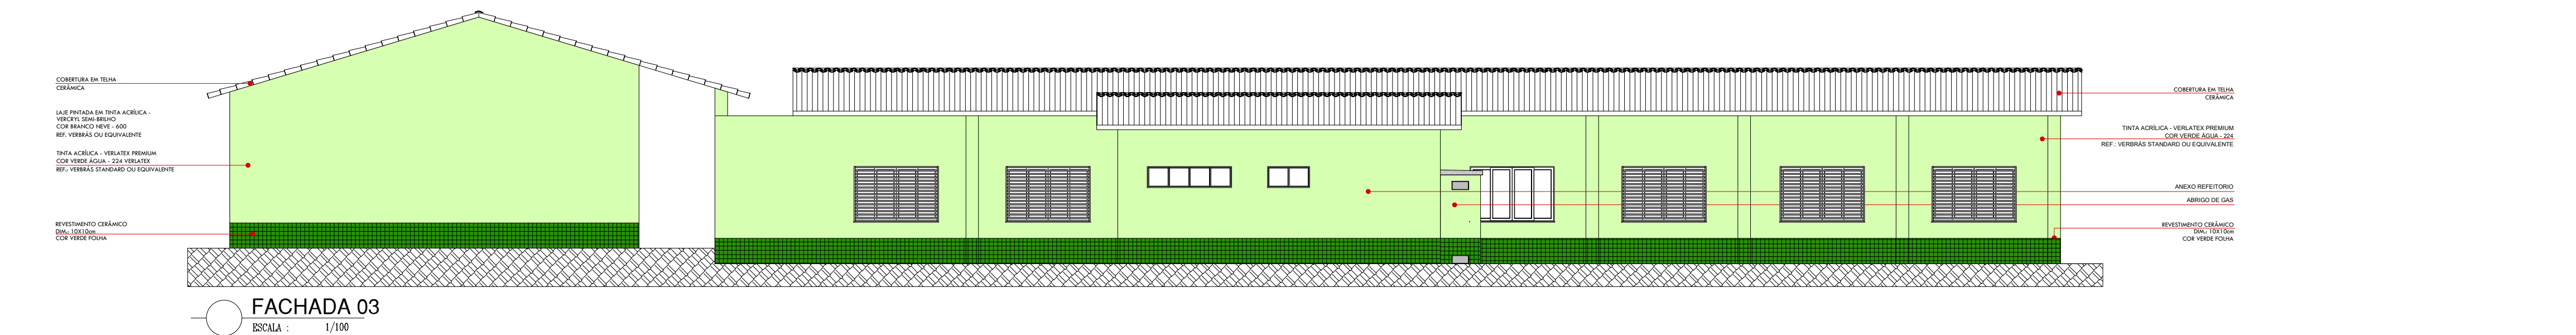 COBERTURA EM TELHA
CERÂMICA
LAJE PINTADA EM TINTA ACRÍLICA -
VERCRYL SEMI-BRILHO
COR BRANCO NEVE - 600
REF. VERBRÁS OU EQUIVALENTE
TINTA ACRÍLICA - VERLATEX PREMIUM
COR VERDE ÁGUA - 224 VERLATEX
REF.: VERBRÁS STANDARD OU EQUIVALENTE
REVESTIMENTO CERÂMICO
DIM.: 10X10cm
COR VERDE FOLHA
COBERTURA EM TELHA
CERÂMICA
TINTA ACRÍLICA - VERLATEX PREMIUM
COR VERDE ÁGUA - 224
REF.: VERBRÁS STANDARD OU EQUIVALENTE
ANEXO REFEITORIO
ABRIGO DE GAS
REVESTIMENTO CERÂMICO
DIM.: 10X10cm
COR VERDE FOLHA
FACHADA 03
ESCALA : 1/100